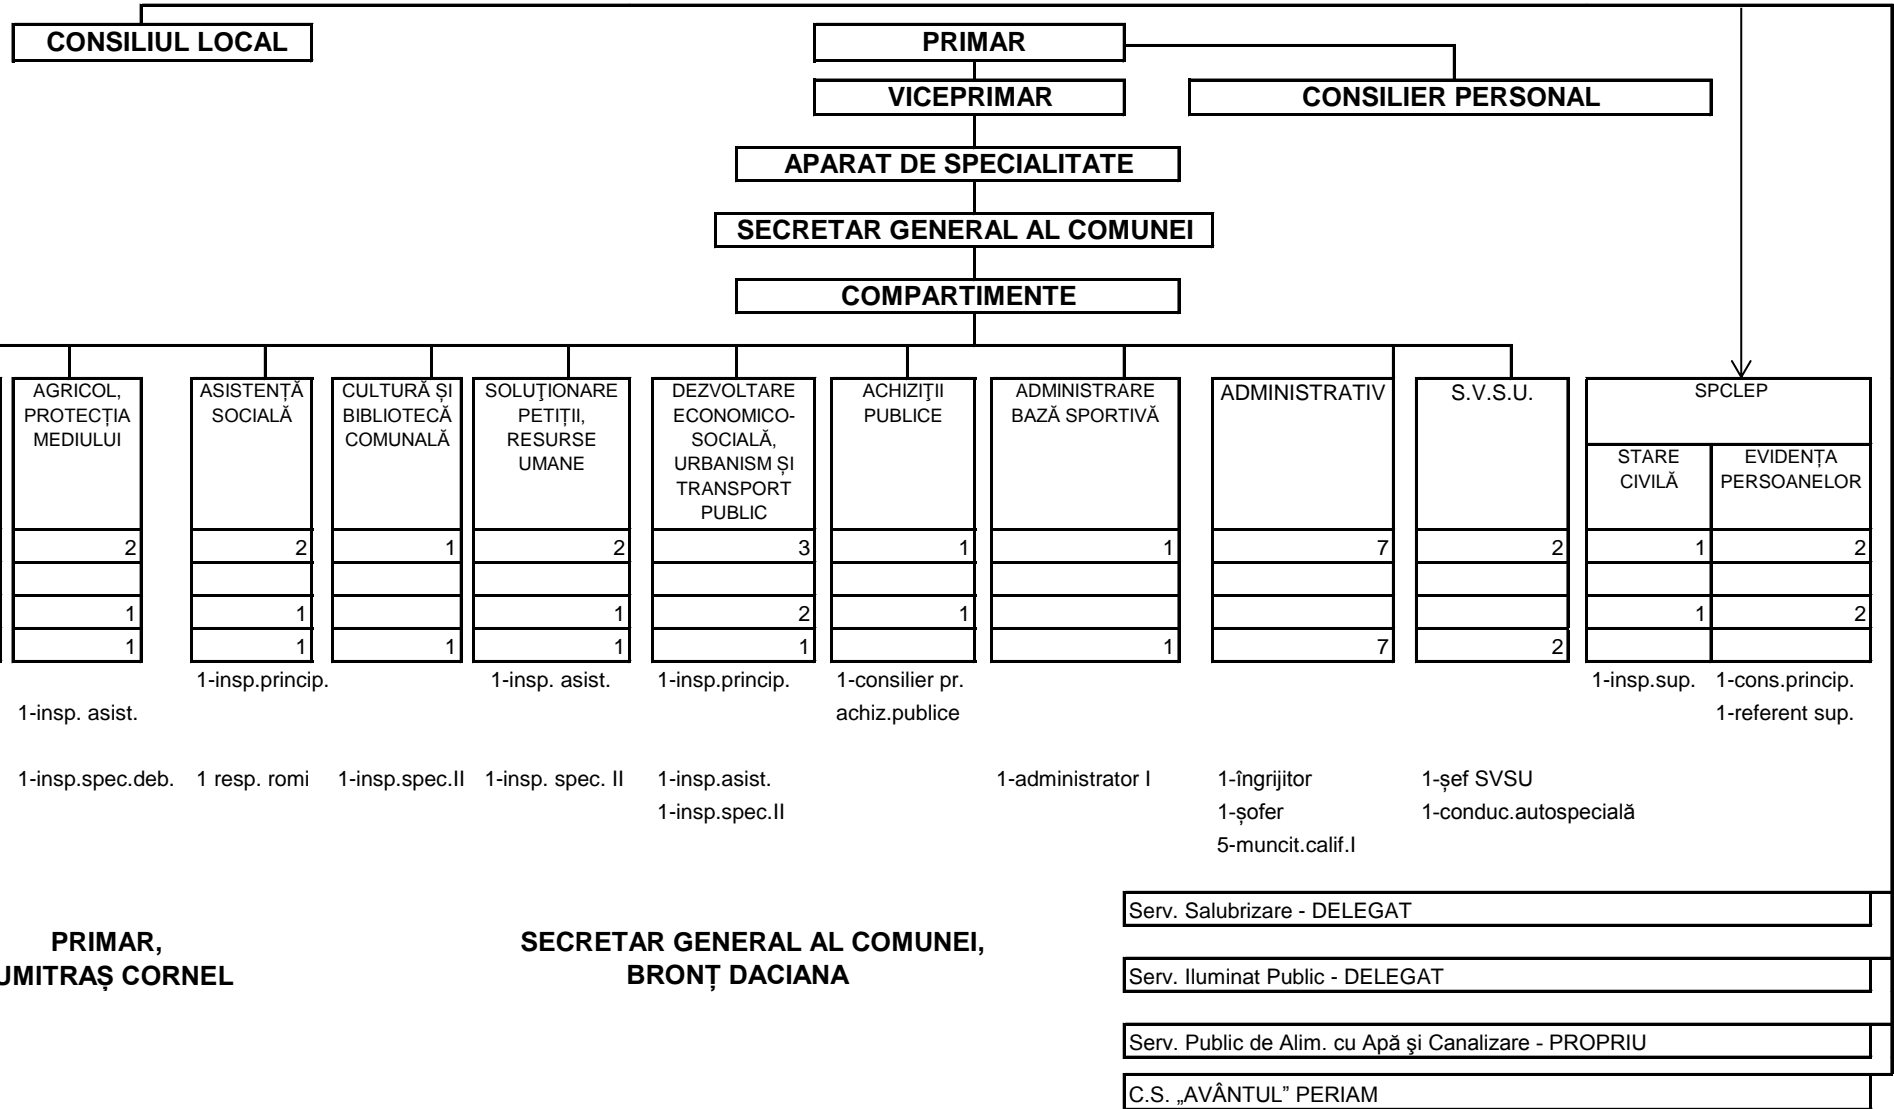 CONSILIUL LOCAL
PRIMAR
VICEPRIMAR
CONSILIER PERSONAL
APARAT DE SPECIALITATE
SECRETAR GENERAL AL COMUNEI
COMPARTIMENTE
AGRICOL,
PROTECȚIA
MEDIULUI
ASISTENȚĂ
SOCIALĂ
CULTURĂ ȘI
BIBLIOTECĂ
COMUNALĂ
SOLUŢIONARE
PETIȚII,
RESURSE
UMANE
DEZVOLTARE
ECONOMICO-
SOCIALĂ,
URBANISM ȘI
TRANSPORT
PUBLIC
ACHIZIŢII
PUBLICE
ADMINISTRARE
BAZĂ SPORTIVĂ
ADMINISTRATIV
S.V.S.U.
SPCLEP
STARE
CIVILĂ
EVIDENȚA
PERSOANELOR
2 2 1 2 3 1 1 7 2 1 2
1 1 1 2 1 1 2
1 1 1 1 1 1 7 2
1-insp.princip. 1-insp. asist. 1-insp.princip. 1-consilier pr. 1-insp.sup. 1-cons.princip.
1-insp. asist. achiz.publice 1-referent sup.
1-insp.spec.deb. 1 resp. romi 1-insp.spec.II 1-insp. spec. II 1-insp.asist. 1-administrator I 1-îngrijitor 1-șef SVSU
1-insp.spec.II 1-șofer 1-conduc.autospecială
5-muncit.calif.I
PRIMAR,
UMITRAȘ CORNEL
SECRETAR GENERAL AL COMUNEI,
BRONȚ DACIANA
Serv. Salubrizare - DELEGAT
Serv. Iluminat Public - DELEGAT
Serv. Public de Alim. cu Apă şi Canalizare - PROPRIU
C.S. „AVÂNTUL” PERIAM